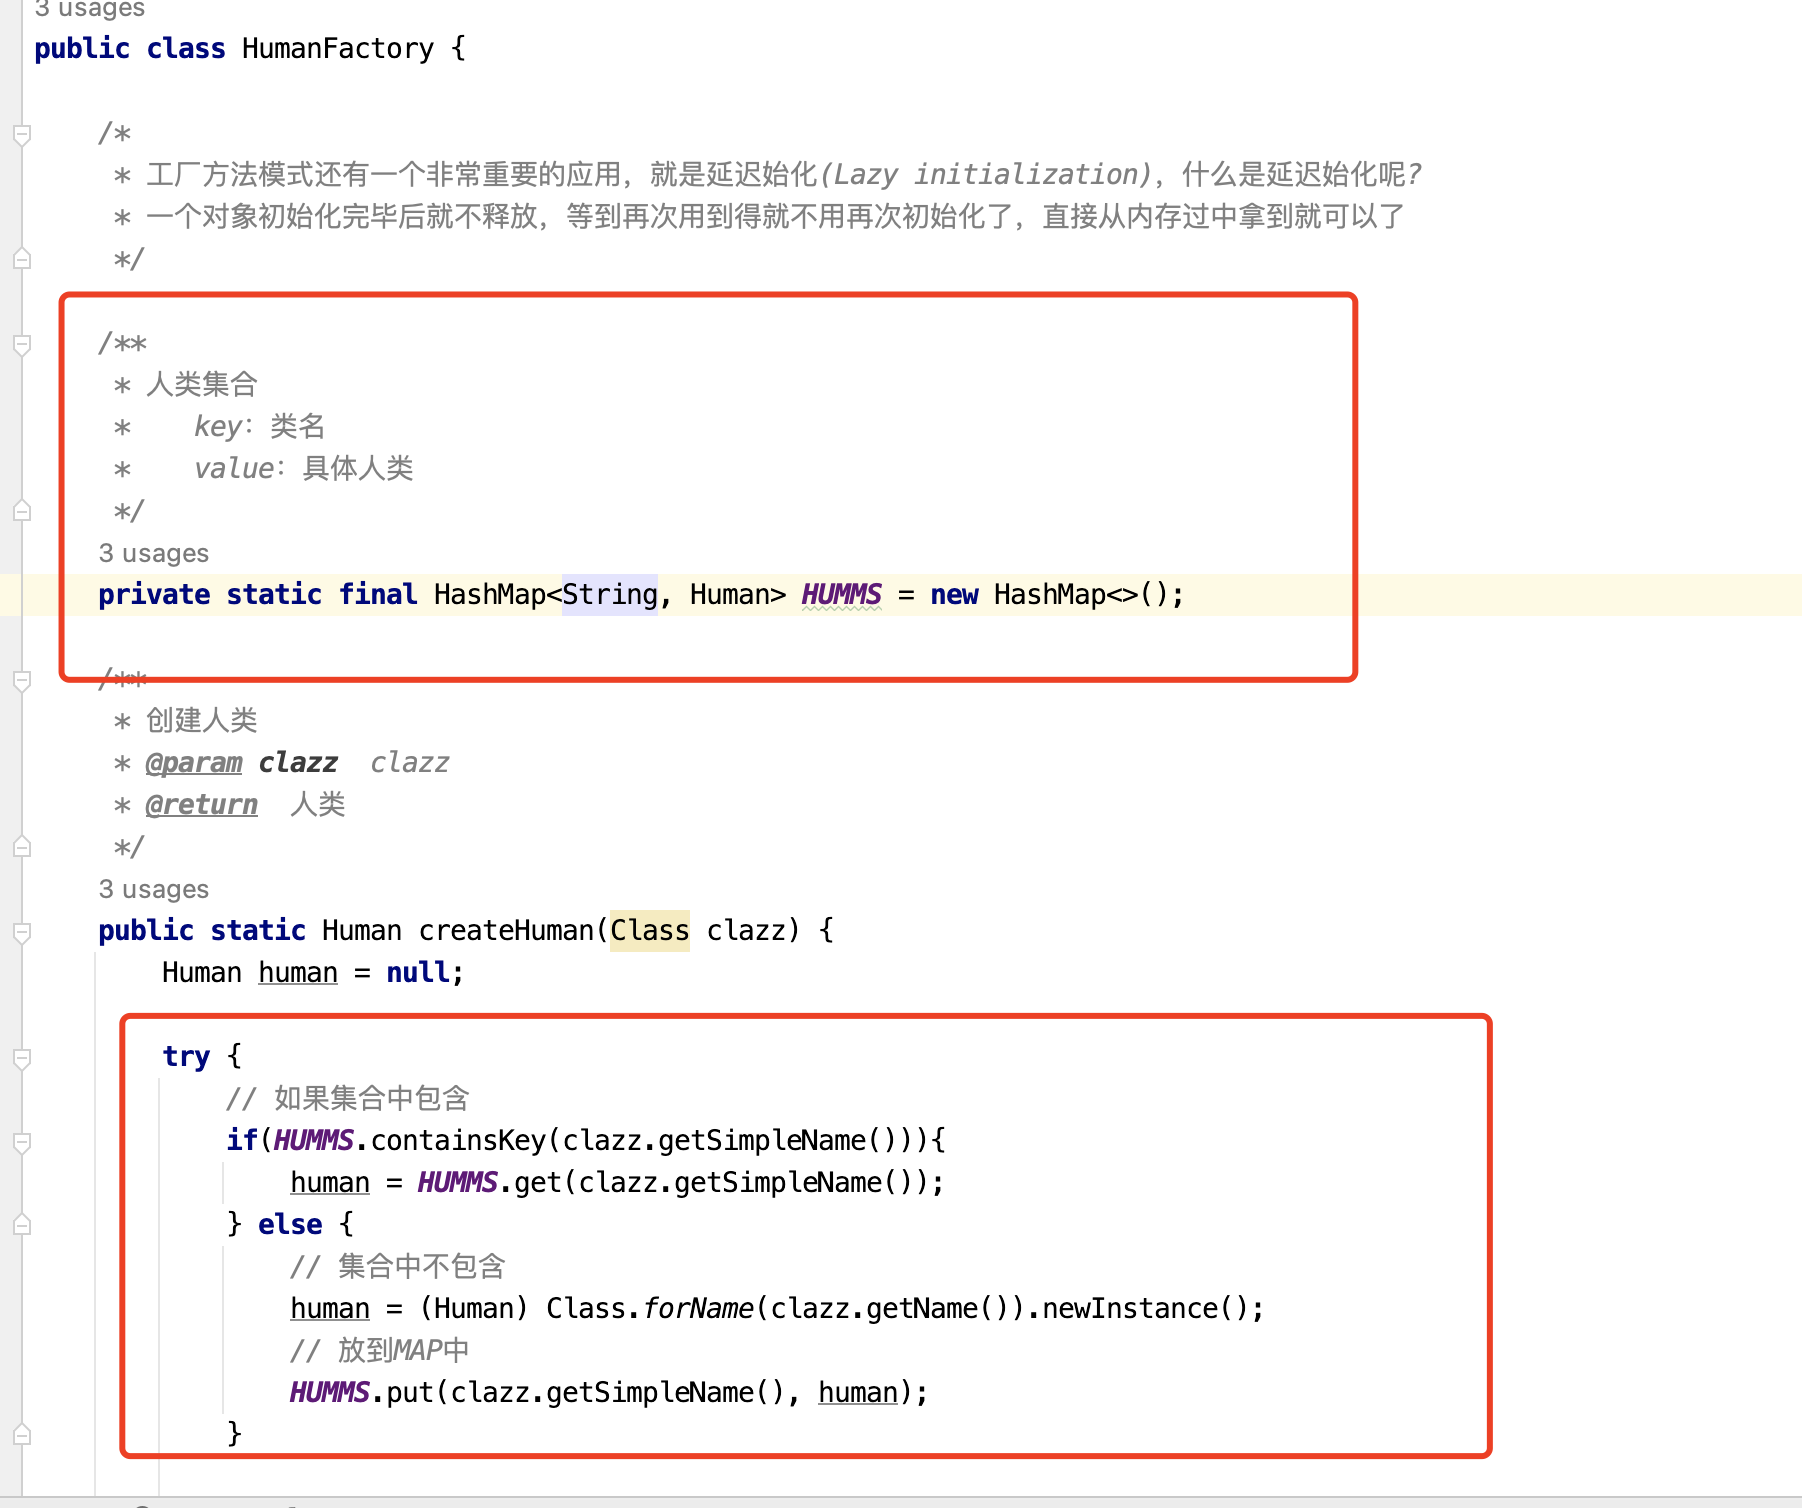 3 usages
public class HumanFactory {
/*
* 工厂方法模式还有一个非常重要的应用，就是延迟始化(Lazy initialization)，什么是延迟始化呢?
* 一个对象初始化完毕后就不释放，等到再次用到得就不用再次初始化了，直接从内存过中拿到就可以了
*/
/**
* 人类集合
* key：类名
* value：具体人类
*/
3 usages
private static final HashMap<String, Human> HUMMS = new HashMap<>();
/**
* 创建人类
* @param clazz clazz
* @return 人类
*/
3 usages
public static Human createHuman(Class clazz) {
Human human = null;
try {
// 如果集合中包含
if(HUMMS.containsKey(clazz.getSimpleName())){
human = HUMMS.get(clazz.getSimpleName());
} else {
// 集合中不包含
human = (Human) Class.forName(clazz.getName()).newInstance();
// 放到MAP中
HUMMS.put(clazz.getSimpleName(), human);
}